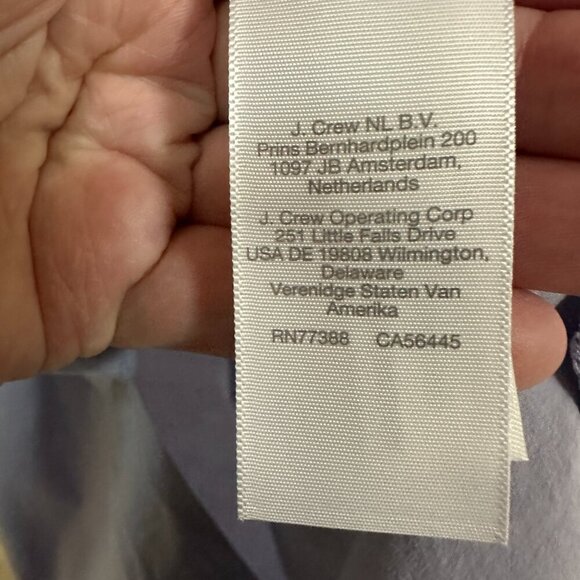 J. Crew NL B.V.
Prins Bernhardplein 200
1097 JB Amsterdam,
Netherlands
J. Crew Operating Corp
251 Little Falls Drive
USA DE 19808 Wilmington,
Delaware
Verenidge Staten Van
Amerika
RN77388 CA56445